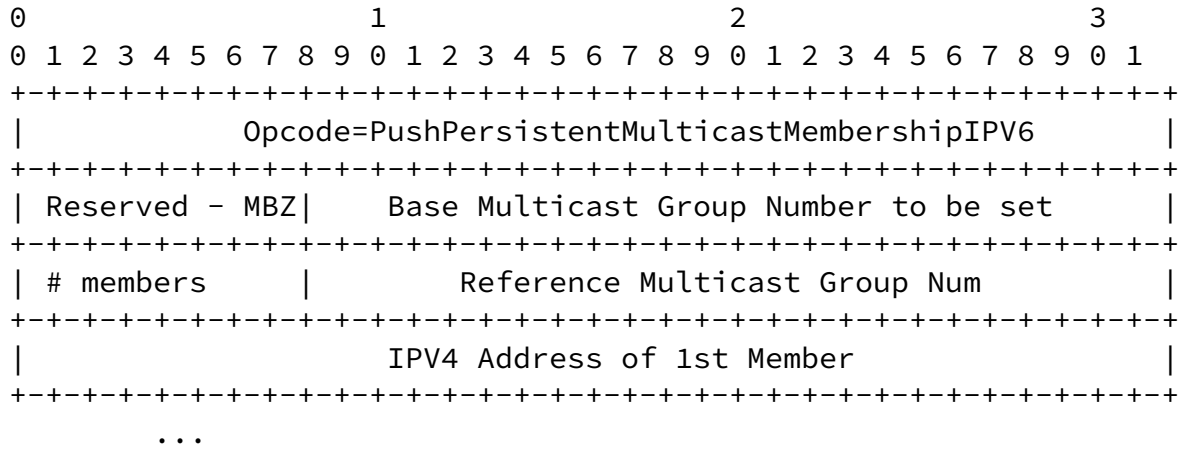 0                   1                   2                   3
0 1 2 3 4 5 6 7 8 9 0 1 2 3 4 5 6 7 8 9 0 1 2 3 4 5 6 7 8 9 0 1
+-+-+-+-+-+-+-+-+-+-+-+-+-+-+-+-+-+-+-+-+-+-+-+-+-+-+-+-+-+-+-+-+
|            Opcode=PushPersistentMulticastMembershipIPV6       |
+-+-+-+-+-+-+-+-+-+-+-+-+-+-+-+-+-+-+-+-+-+-+-+-+-+-+-+-+-+-+-+-+
| Reserved - MBZ|    Base Multicast Group Number to be set      |
+-+-+-+-+-+-+-+-+-+-+-+-+-+-+-+-+-+-+-+-+-+-+-+-+-+-+-+-+-+-+-+-+
| # members     |        Reference Multicast Group Num          |
+-+-+-+-+-+-+-+-+-+-+-+-+-+-+-+-+-+-+-+-+-+-+-+-+-+-+-+-+-+-+-+-+
|                    IPV4 Address of 1st Member                 |
+-+-+-+-+-+-+-+-+-+-+-+-+-+-+-+-+-+-+-+-+-+-+-+-+-+-+-+-+-+-+-+-+
        ...